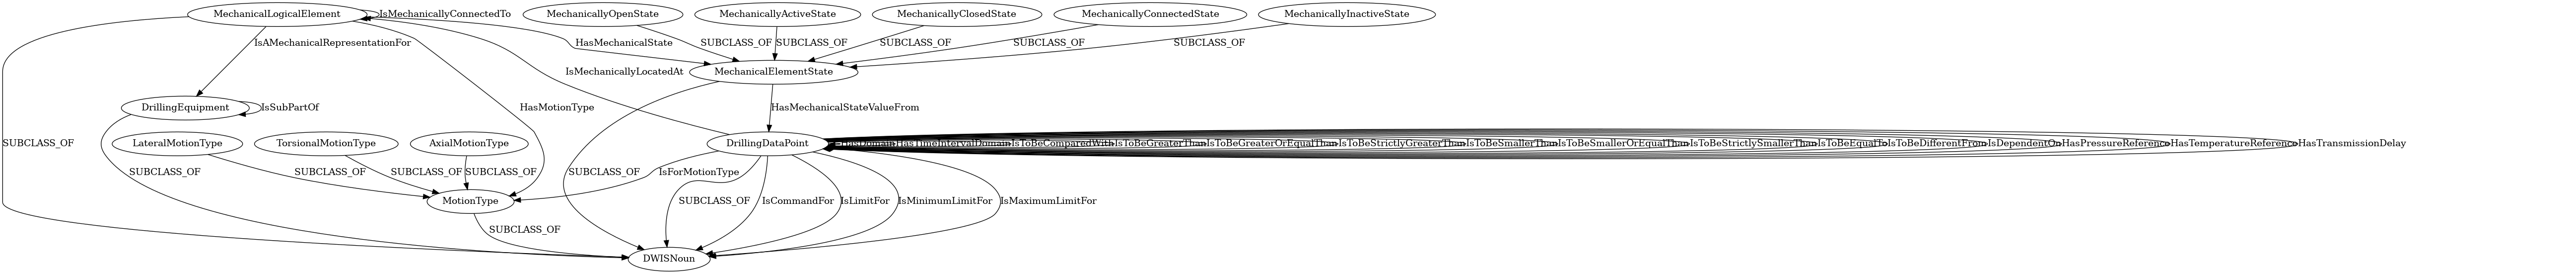 MechanicalLogicalElement
IsMechanicallyConnectedTo
MechanicallyOpenState
MechanicallyActiveState
MechanicallyClosedState
MechanicallyConnectedState
MechanicallyInactiveState
IsAMechanicalRepresentationFor
HasMechanicalState
SUBCLASS_OF
SUBCLASS_OF
SUBCLASS_OF
SUBCLASS_OF
SUBCLASS_OF
IsMechanicallyLocatedAt
MechanicalElementState
DrillingEquipment
IsSubPartOf
HasMotionType
HasMechanicalStateValueFrom
SUBCLASS_OF
LateralMotionType
TorsionalMotionType
AxialMotionType
DrillingDataPoint
HasDomain
HasTimeIntervalDomain
IsToBeComparedWith
IsToBeGreaterThan
IsToBeGreaterOrEqualThan
IsToBeStrictlyGreaterThan
IsToBeSmallerThan
IsToBeSmallerOrEqualThan
IsToBeStrictlySmallerThan
IsToBeEqualTo
IsToBeDifferentFrom
IsDependentOn
HasPressureReference
HasTemperatureReference
HasTransmissionDelay
SUBCLASS_OF
SUBCLASS_OF
SUBCLASS_OF
SUBCLASS_OF
SUBCLASS_OF
IsForMotionType
MotionType
SUBCLASS_OF
IsCommandFor
IsLimitFor
IsMinimumLimitFor
IsMaximumLimitFor
SUBCLASS_OF
DWISNoun